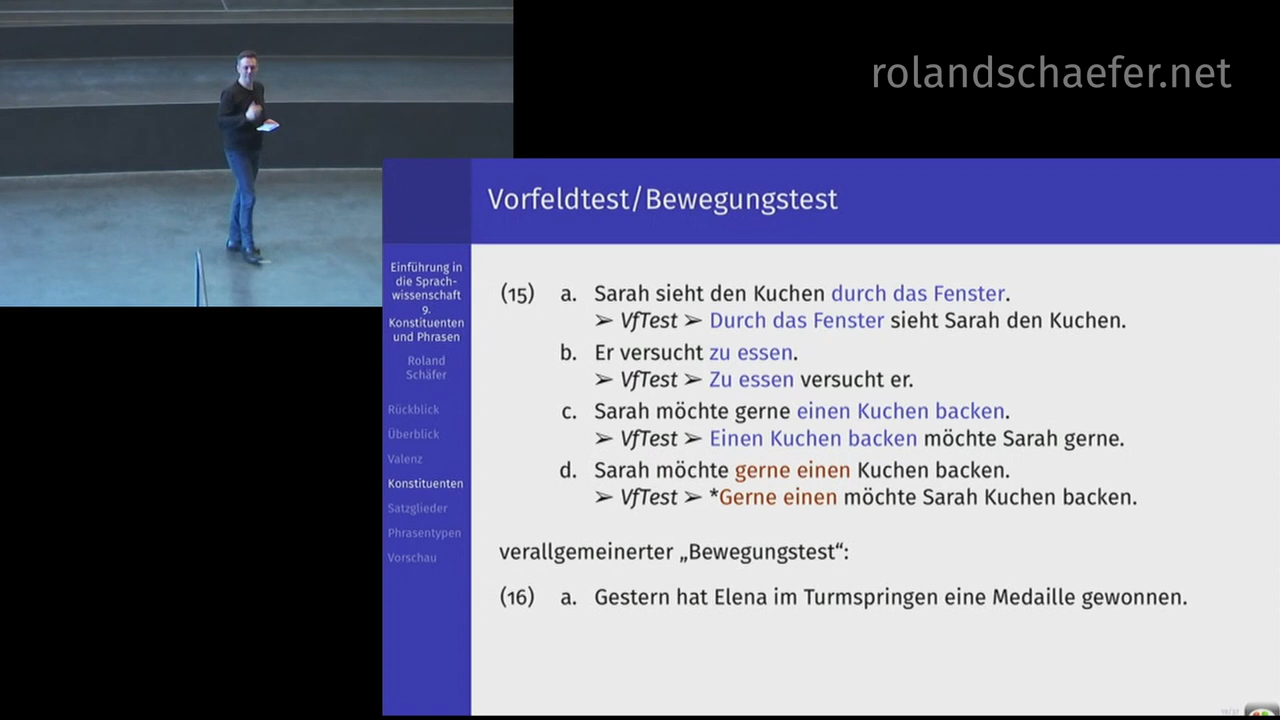 rolandschaefer.net
Vorfeldtest/Bewegungstest
Einführung in
die Sprach-
wissenschaft
9.
Konstituenten
und Phrasen
Roland
Schäfer
Rückblick
Überblick
Valenz
Konstituenten
Satzglieder
Phrasentypen
Vorschau
(15) a. Sarah sieht den Kuchen durch das Fenster.
➢ VfTest ➢ Durch das Fenster sieht Sarah den Kuchen.
b. Er versucht zu essen.
➢ VfTest ➢ Zu essen versucht er.
c. Sarah möchte gerne einen Kuchen backen.
➢ VfTest ➢ Einen Kuchen backen möchte Sarah gerne.
d. Sarah möchte gerne einen Kuchen backen.
➢ VfTest ➢ *Gerne einen möchte Sarah Kuchen backen.
verallgemeinerter „Bewegungstest“:
(16) a. Gestern hat Elena im Turmspringen eine Medaille gewonnen.